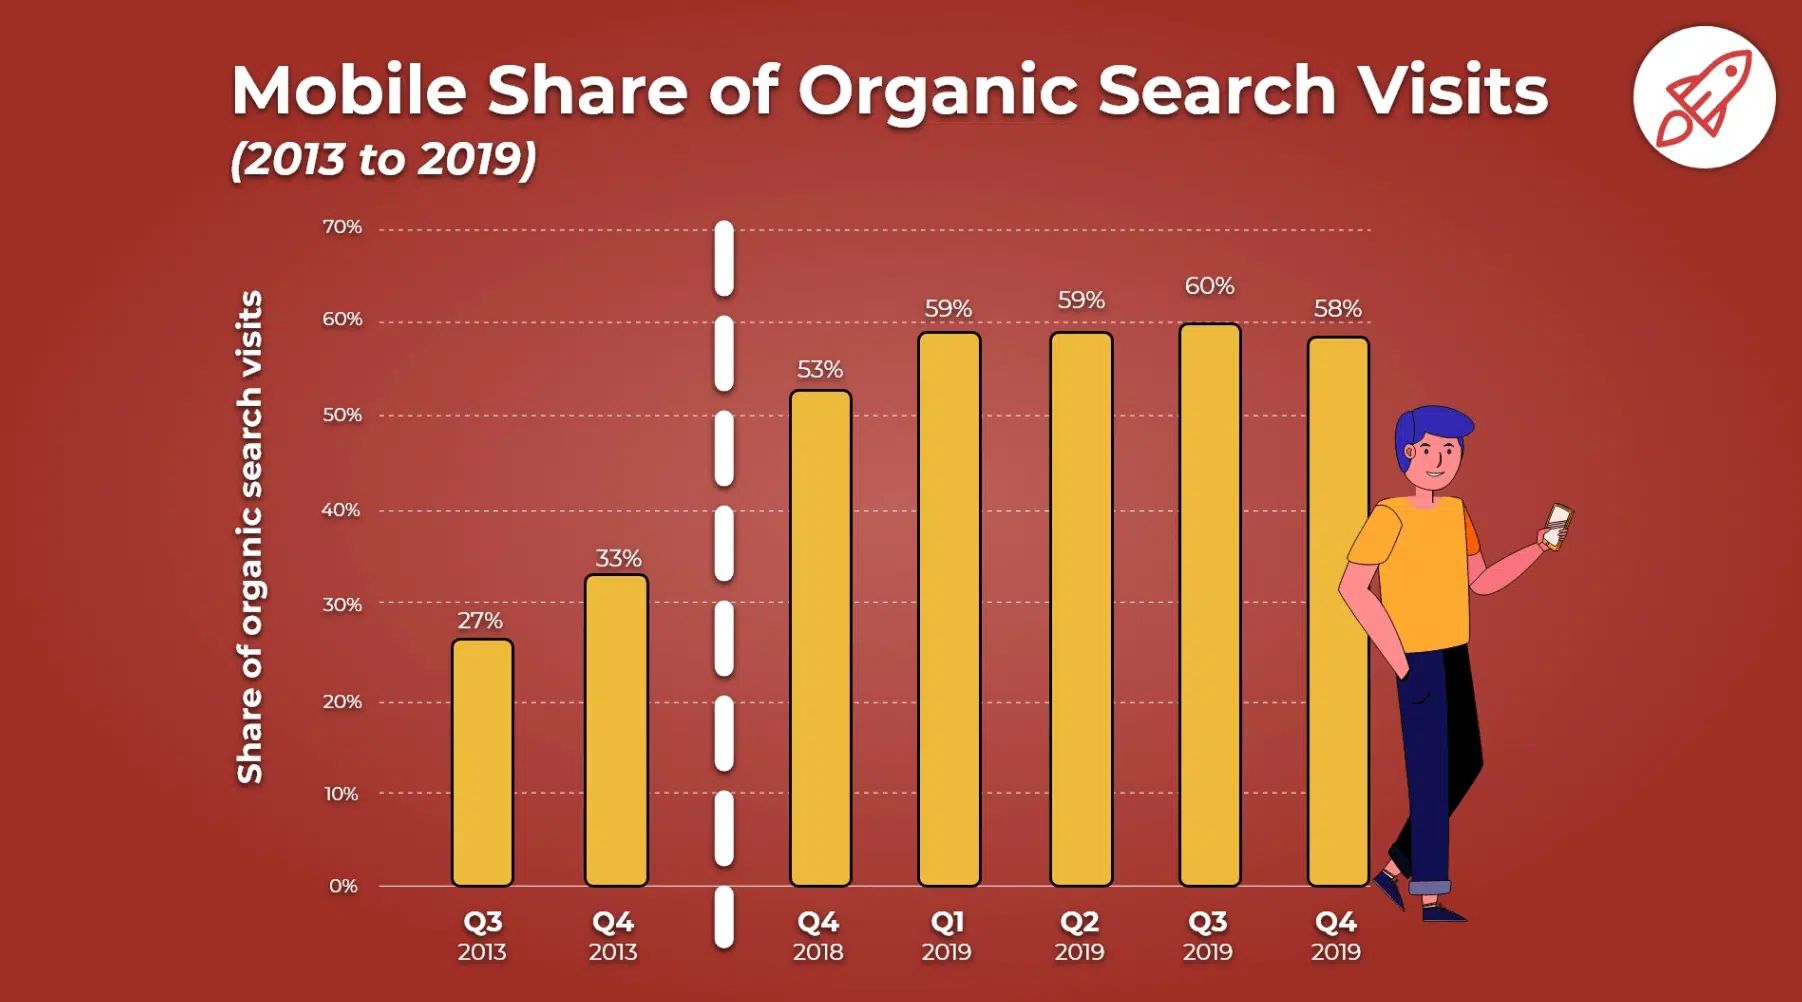 Mobile Share of Organic Search Visits
(2013 to 2019)
Share of organic search visits
70%
60%
50%
40%
30%
20%
10%
0%
27%
33%
53%
59%
59%
60%
58%
Q3
2013
Q4
2013
Q4
2018
Q1
2019
Q2
2019
Q3
2019
Q4
2019